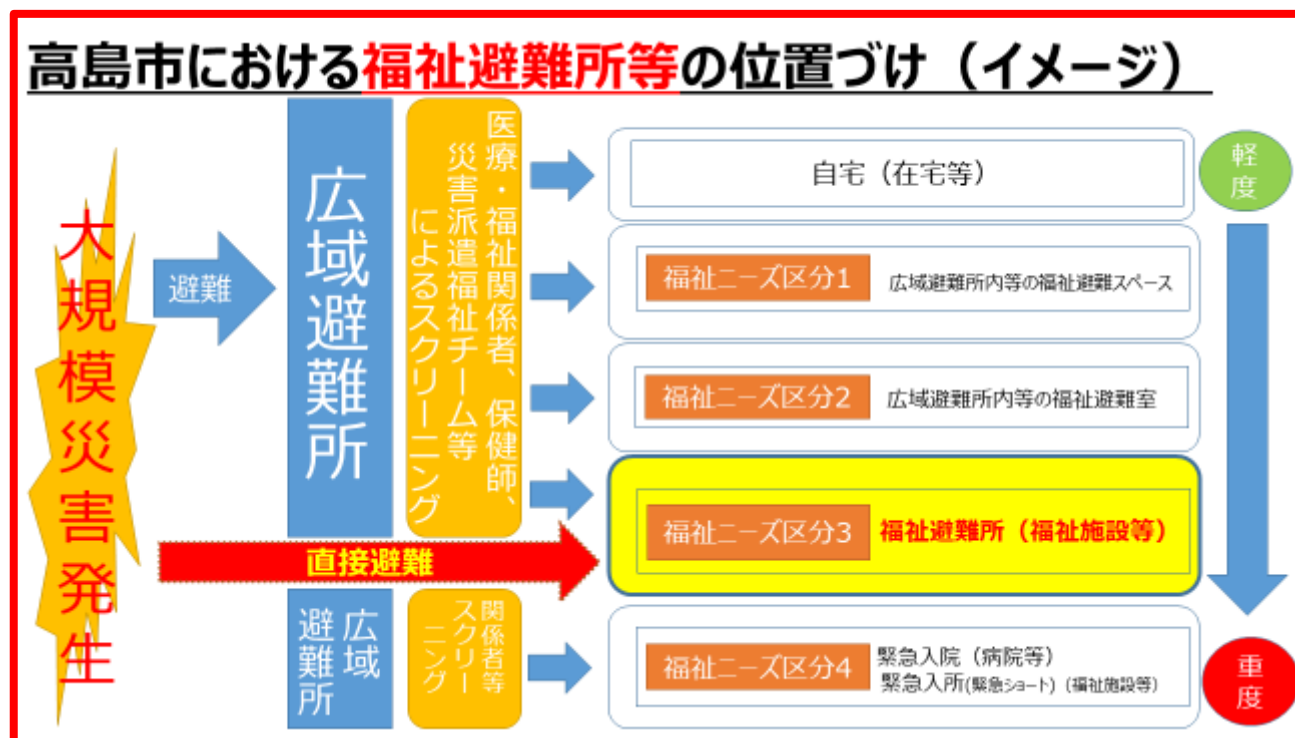 高島市における福祉避難所等の位置づけ（イメージ）
大規模災害発生
避難
広域避難所
医療・福祉関係者、保健師、
災害派遣福祉チーム等
によるスクリーニング
自宅（在宅等）
福祉ニーズ区分1 広域避難所内等の福祉避難スペース
福祉ニーズ区分2 広域避難所内等の福祉避難室
福祉ニーズ区分3 福祉避難所（福祉施設等）
直接避難
広域
避難所
関係者等
スクリー
ニング
福祉ニーズ区分4 緊急入院（病院等）
緊急入所(緊急ショート)（福祉施設等）
軽度
重度